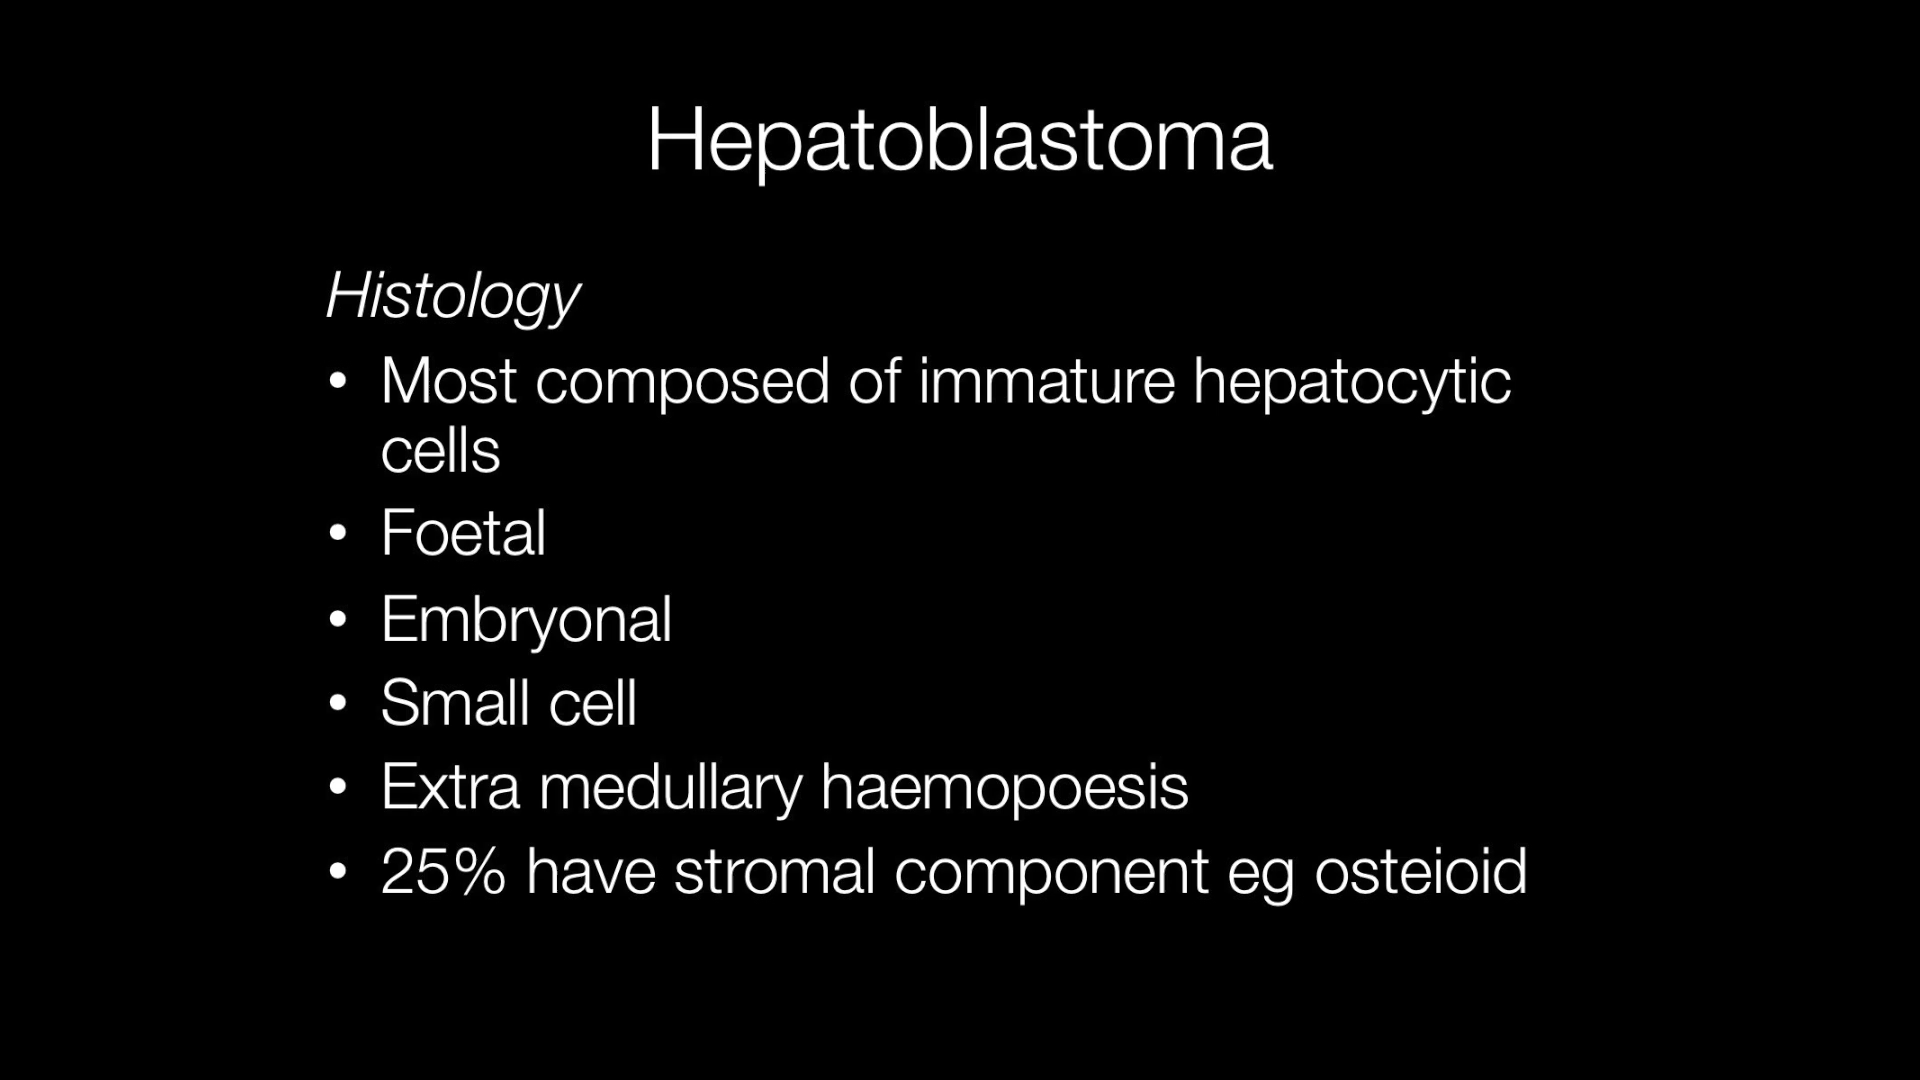 Hepatoblastoma
Histology
• Most composed of immature hepatocytic
cells
• Foetal
• Embryonal
• Small cell
• Extra medullary haemopoesis
• 25% have stromal component eg osteioid